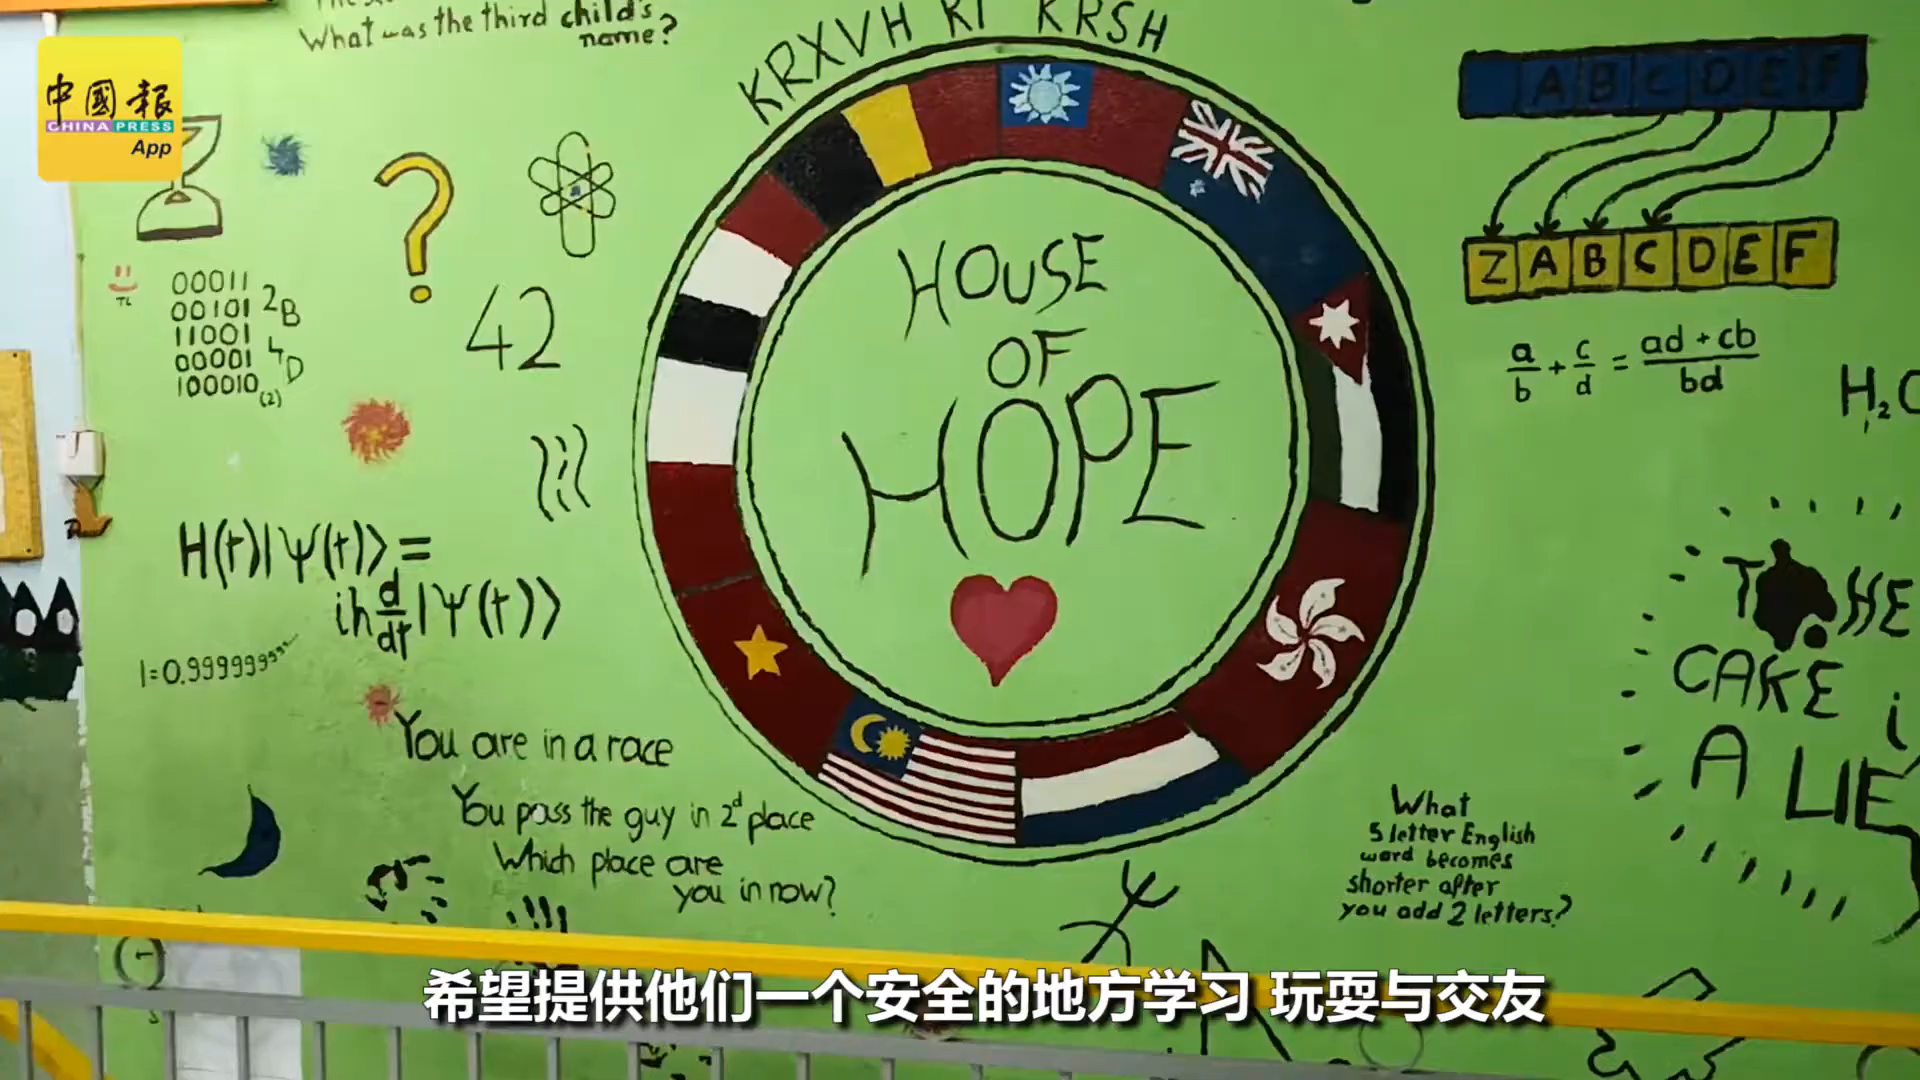 What was the third child's
name?
中國報
CHINA PRESS
App
KRXVH RI KRSH
HOUSE
OF
HOPE
A B C D E F
Z A B C D E F
a/b + c/d = ad + cb/bd
H₂O
00011
00101 2B
11001
00001 4D
100010(2)
TL
42
H(t)|Ψ(t)⟩=
iħ d/dt |Ψ(t)⟩
1=0.999999999
You are in a race
You pass the guy in 2ᵈ place
Which place are
you in now?
THE
CAKE i
A LIE
What
5 letter English
word becomes
shorter after
you add 2 letters?
希望提供他们一个安全的地方学习 玩耍与交友